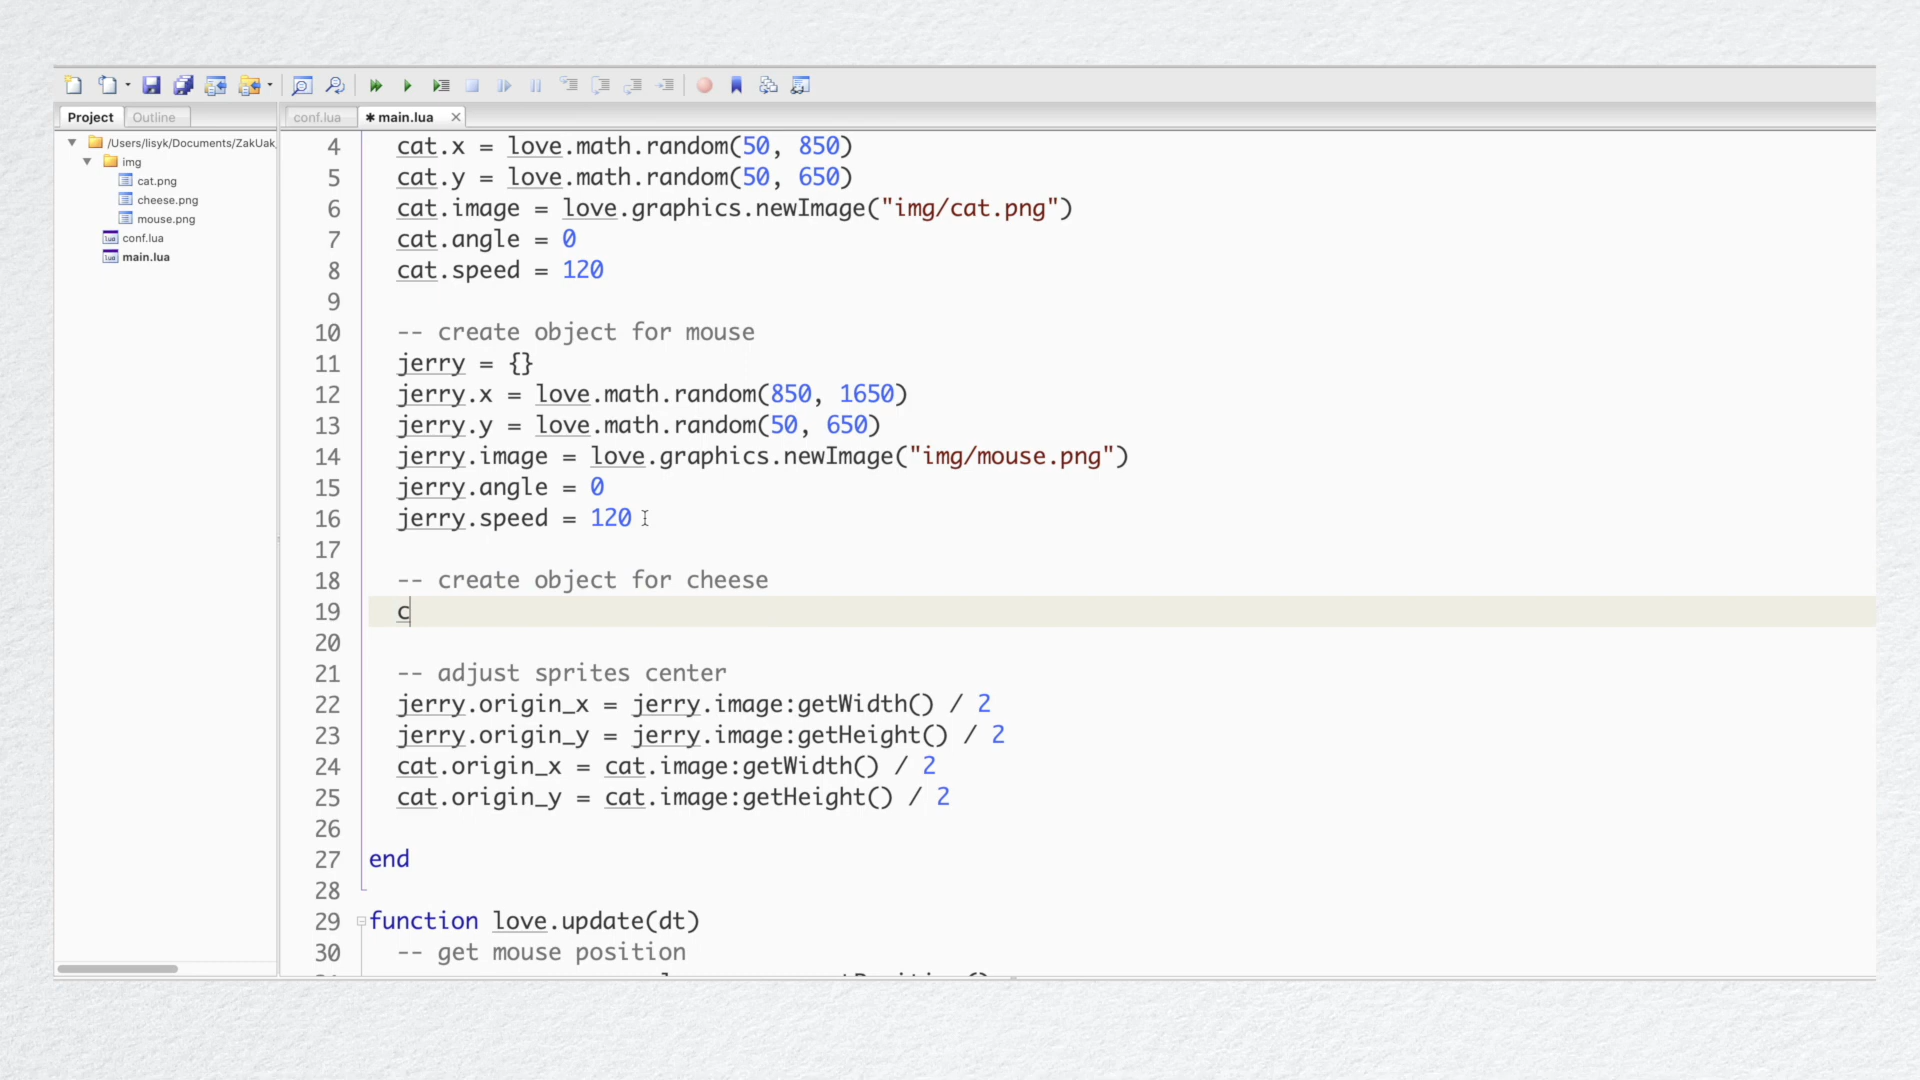 Project
Outline
conf.lua
✱ main.lua
/Users/lisyk/Documents/ZakUak
img
cat.png
cheese.png
mouse.png
conf.lua
main.lua
4 cat.x = love.math.random(50, 850)
5 cat.y = love.math.random(50, 650)
6 cat.image = love.graphics.newImage("img/cat.png")
7 cat.angle = 0
8 cat.speed = 120
9
10 -- create object for mouse
11 jerry = {}
12 jerry.x = love.math.random(850, 1650)
13 jerry.y = love.math.random(50, 650)
14 jerry.image = love.graphics.newImage("img/mouse.png")
15 jerry.angle = 0
16 jerry.speed = 120
17
18 -- create object for cheese
19 c
20
21 -- adjust sprites center
22 jerry.origin_x = jerry.image:getWidth() / 2
23 jerry.origin_y = jerry.image:getHeight() / 2
24 cat.origin_x = cat.image:getWidth() / 2
25 cat.origin_y = cat.image:getHeight() / 2
26
27 end
28
29 function love.update(dt)
30 -- get mouse position